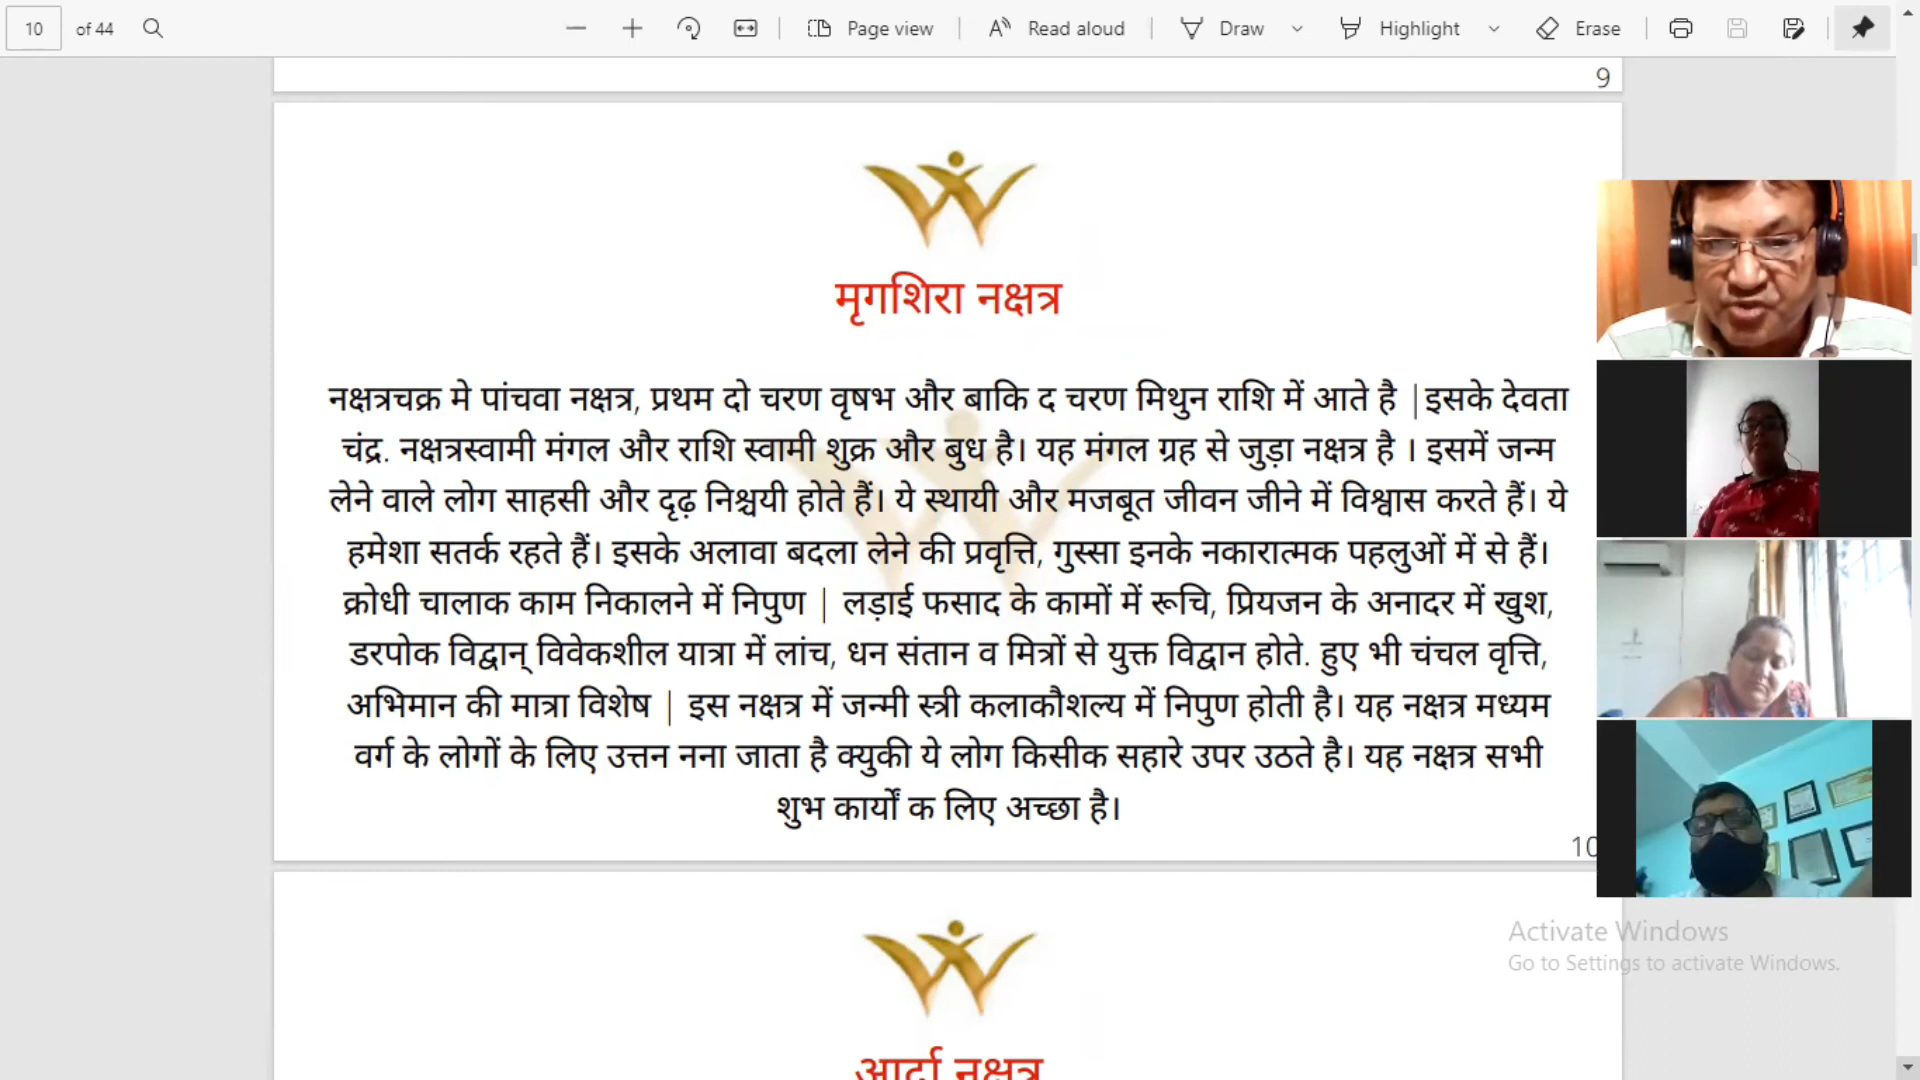 10 of 44 Page view Read aloud Draw Highlight Erase
9
मृगशिरा नक्षत्र
नक्षत्रचक्र मे पांचवा नक्षत्र, प्रथम दो चरण वृषभ और बाकि द चरण मिथुन राशि में आते है |इसके देवता
चंद्र. नक्षत्रस्वामी मंगल और राशि स्वामी शुक्र और बुध है। यह मंगल ग्रह से जुड़ा नक्षत्र है । इसमें जन्म
लेने वाले लोग साहसी और दृढ़ निश्चयी होते हैं। ये स्थायी और मजबूत जीवन जीने में विश्वास करते हैं। ये
हमेशा सतर्क रहते हैं। इसके अलावा बदला लेने की प्रवृत्ति, गुस्सा इनके नकारात्मक पहलुओं में से हैं।
क्रोधी चालाक काम निकालने में निपुण | लड़ाई फसाद के कामों में रूचि, प्रियजन के अनादर में खुश,
डरपोक विद्वान् विवेकशील यात्रा में लांच, धन संतान व मित्रों से युक्त विद्वान होते. हुए भी चंचल वृत्ति,
अभिमान की मात्रा विशेष | इस नक्षत्र में जन्मी स्त्री कलाकौशल्य में निपुण होती है। यह नक्षत्र मध्यम
वर्ग के लोगों के लिए उत्तन नना जाता है क्युकी ये लोग किसीक सहारे उपर उठते है। यह नक्षत्र सभी
शुभ कार्यों क लिए अच्छा है।
10
Activate Windows
Go to Settings to activate Windows.
आर्द्रा नक्षत्र